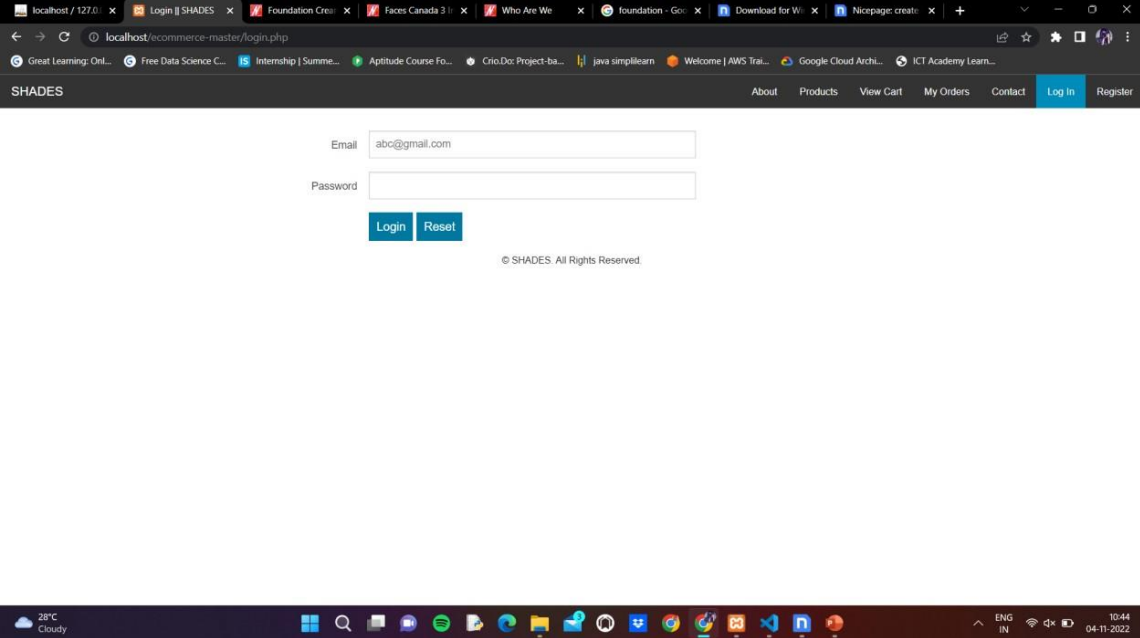 localhost / 127.0.
Login || SHADES
Foundation Crea
Faces Canada 3 I
Who Are We
foundation - Goo
Download for Wi
Nicepage: create
localhost/ecommerce-master/login.php
Great Learning: Onl...
Free Data Science C...
IS
Internship | Summe...
Aptitude Course Fo...
Crio.Do: Project-ba...
java simplilearn
Welcome | AWS Trai...
Google Cloud Archi...
ICT Academy Learn...
SHADES
About
Products
View Cart
My Orders
Contact
Log In
Register
Email
abc@gmail.com
Password
Login
Reset
© SHADES. All Rights Reserved.
28°C
Cloudy
ENG
IN
10:44
04-11-2022